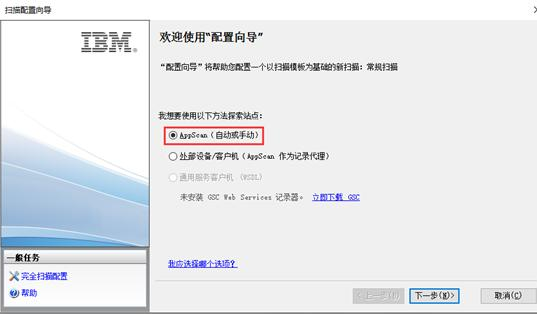 扫描配置向导
IBM®
欢迎使用“配置向导”
“配置向导”将帮助您配置一个以扫描模板为基础的新扫描：常规扫描
我想要使用以下方法探索站点：
AppScan（自动或手动）
外部设备/客户机（AppScan 作为记录代理）
通用服务客户机 (WSDL)
未安装 GSC Web Services 记录器。 立即下载 GSC
一般任务
完全扫描配置
帮助
我应选择哪个选项？
<上一步(B) 下一步(N)> 取消(C)